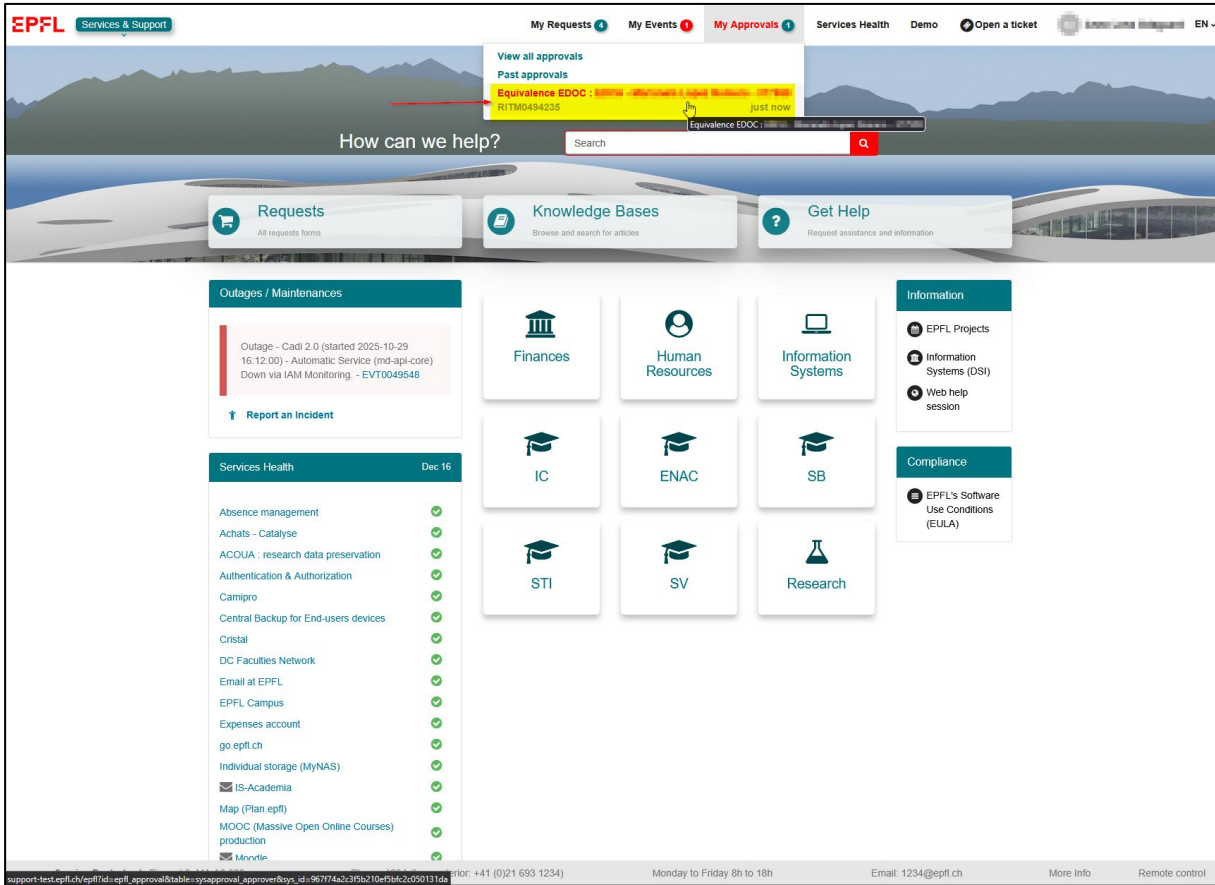 EPFL Services & Support
My Requests 4 My Events 1 My Approvals 1 Services Health Demo Open a ticket EN
View all approvals
Past approvals
Equivalence EDOC :
RITM0494235 just now
Equivalence EDOC :
How can we help?
Search
Requests
All requests forms
Knowledge Bases
Browse and search for articles
Get Help
Request assistance and information
Outages / Maintenances
Outage - Cadi 2.0 (started 2025-10-29
16:12:00) - Automatic Service (md-api-core)
Down via IAM Monitoring. - EVT0049548
Report an Incident
Services Health Dec 16
Absence management
Achats - Catalyse
ACOUA : research data preservation
Authentication & Authorization
Camipro
Central Backup for End-users devices
Cristal
DC Faculties Network
Email at EPFL
EPFL Campus
Expenses account
go.epfl.ch
Individual storage (MyNAS)
IS-Academia
Map (Plan.epfl)
MOOC (Massive Open Online Courses)
production
Moodle
Finances
Human
Resources
Information
Systems
IC
ENAC
SB
STI
SV
Research
Information
EPFL Projects
Information
Systems (DSI)
Web help
session
Compliance
EPFL's Software
Use Conditions
(EULA)
+41 (0)21 693 1234) Monday to Friday 8h to 18h Email: 1234@epfl.ch More Info Remote control
support-test.epfl.ch/epfl?id=epfl_approval&table=sysapproval_approver&sys_id=967f74a2c3f5b210ef5bfc2c050131da